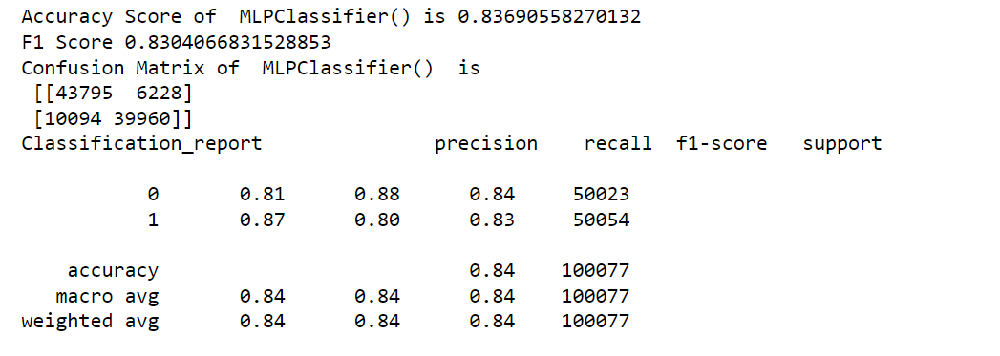 Accuracy Score of  MLPClassifier() is 0.83690558270132
F1 Score 0.8304066831528853
Confusion Matrix of  MLPClassifier()  is
 [[43795  6228]
 [10094 39960]]
Classification_report               precision    recall  f1-score   support

           0       0.81      0.88      0.84     50023
           1       0.87      0.80      0.83     50054

    accuracy                           0.84    100077
   macro avg       0.84      0.84      0.84    100077
weighted avg       0.84      0.84      0.84    100077